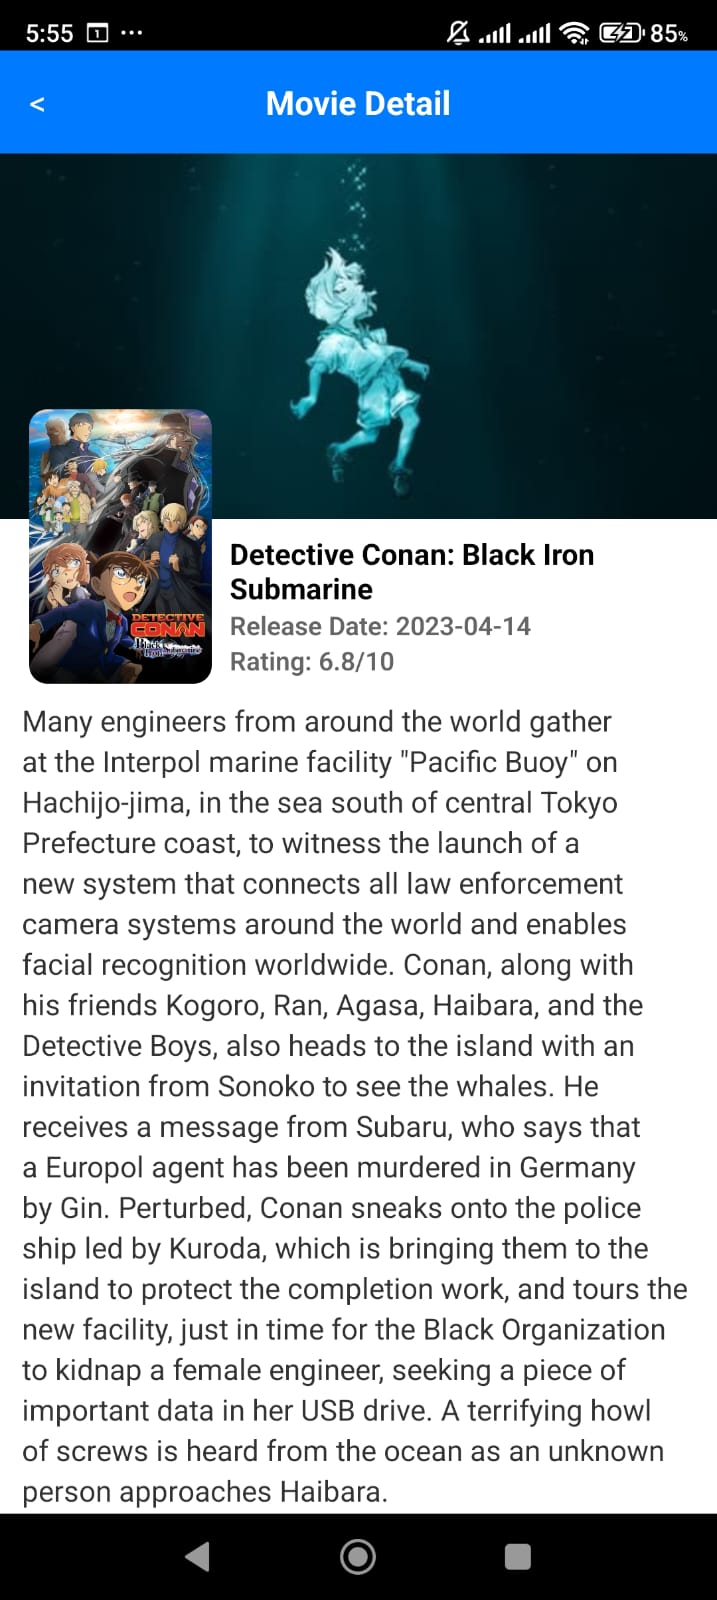 5:55 1 ... 85%
< Movie Detail
DETECTIVE
CONAN
Black Iron Submarine
Detective Conan: Black Iron
Submarine
Release Date: 2023-04-14
Rating: 6.8/10
Many engineers from around the world gather
at the Interpol marine facility "Pacific Buoy" on
Hachijo-jima, in the sea south of central Tokyo
Prefecture coast, to witness the launch of a
new system that connects all law enforcement
camera systems around the world and enables
facial recognition worldwide. Conan, along with
his friends Kogoro, Ran, Agasa, Haibara, and the
Detective Boys, also heads to the island with an
invitation from Sonoko to see the whales. He
receives a message from Subaru, who says that
a Europol agent has been murdered in Germany
by Gin. Perturbed, Conan sneaks onto the police
ship led by Kuroda, which is bringing them to the
island to protect the completion work, and tours the
new facility, just in time for the Black Organization
to kidnap a female engineer, seeking a piece of
important data in her USB drive. A terrifying howl
of screws is heard from the ocean as an unknown
person approaches Haibara.